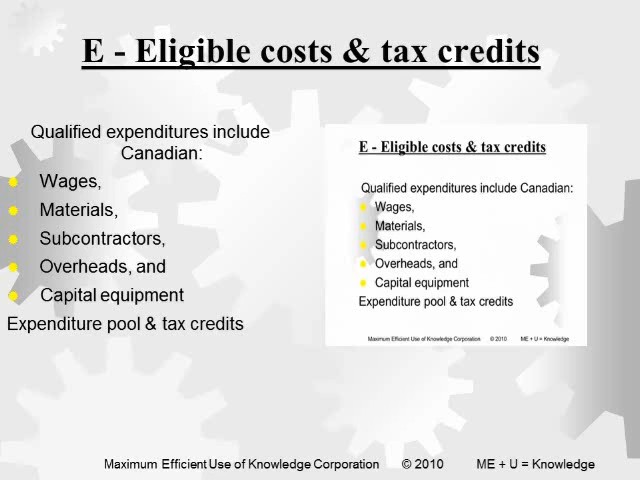 E - Eligible costs & tax credits
Qualified expenditures include
Canadian:
Wages,
Materials,
Subcontractors,
Overheads, and
Capital equipment
Expenditure pool & tax credits
E - Eligible costs & tax credits
Qualified expenditures include Canadian:
Wages,
Materials,
Subcontractors,
Overheads, and
Capital equipment
Expenditure pool & tax credits
Maximum Efficient Use of Knowledge Corporation © 2010 ME + U = Knowledge
Maximum Efficient Use of Knowledge Corporation © 2010 ME + U = Knowledge